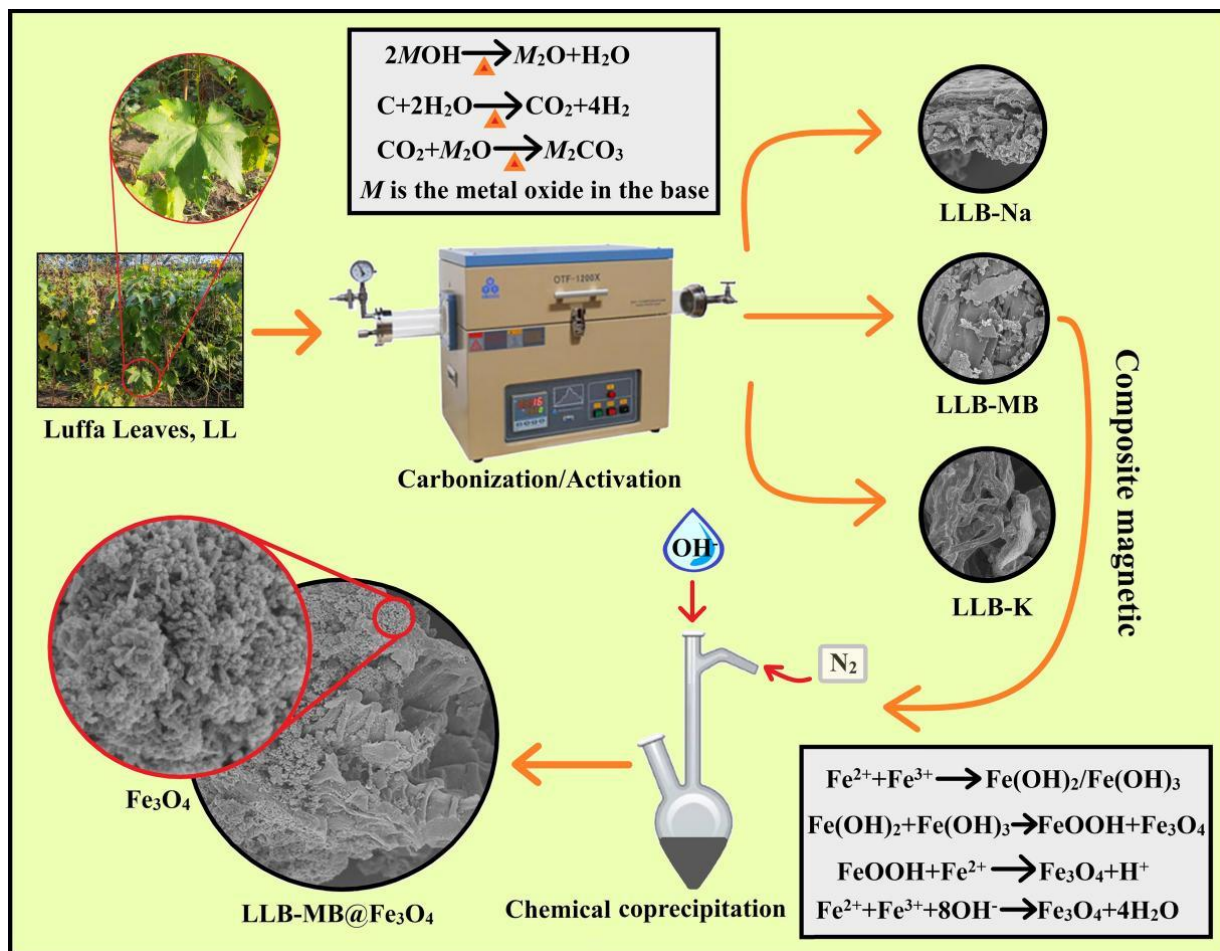 2MOH→M₂O+H₂O
C+2H₂O→CO₂+4H₂
CO₂+M₂O→M₂CO₃
M is the metal oxide in the base
Luffa Leaves, LL
OTF-1200X
Carbonization/Activation
LLB-Na
LLB-MB
LLB-K
Composite magnetic
OH⁻
N₂
Chemical coprecipitation
Fe²⁺+Fe³⁺→Fe(OH)₂/Fe(OH)₃
Fe(OH)₂+Fe(OH)₃→FeOOH+Fe₃O₄
FeOOH+Fe²⁺→Fe₃O₄+H⁺
Fe²⁺+Fe³⁺+8OH⁻→Fe₃O₄+4H₂O
Fe₃O₄
LLB-MB@Fe₃O₄